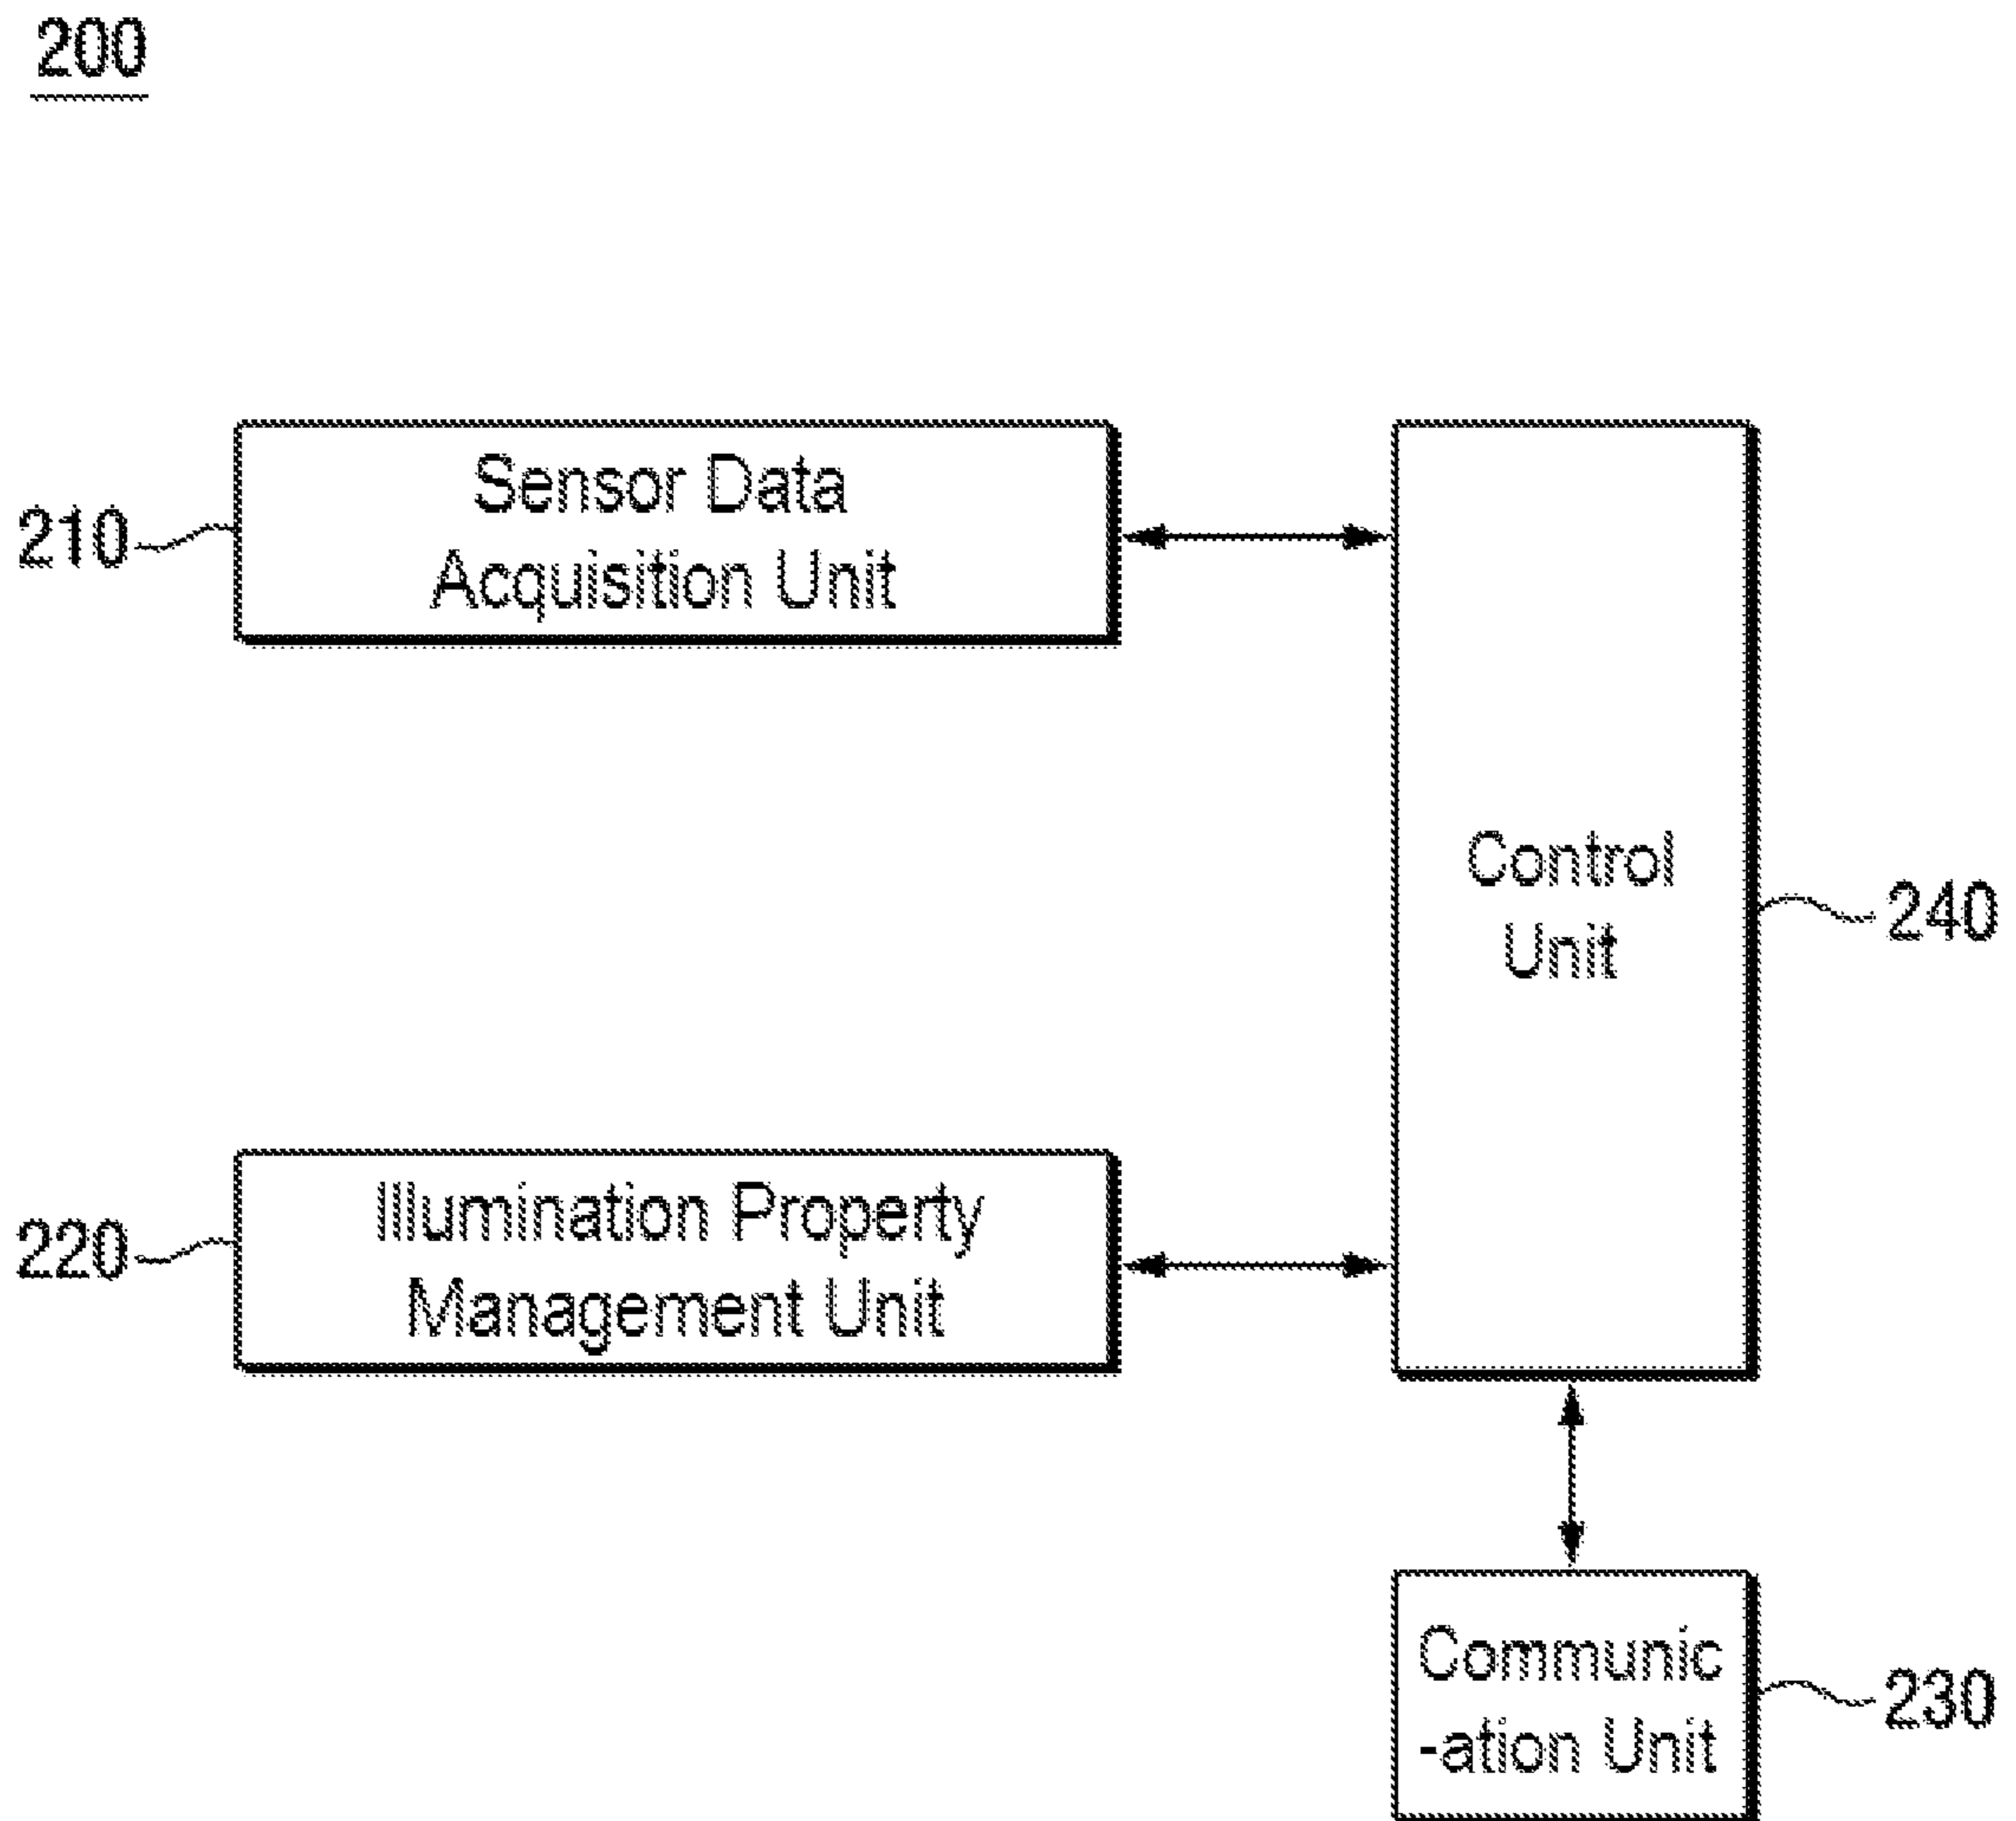 200
Sensor Data
Acquisition Unit
210
Control
Unit
240
Illumination Property
Management Unit
220
Communic
-ation Unit
230